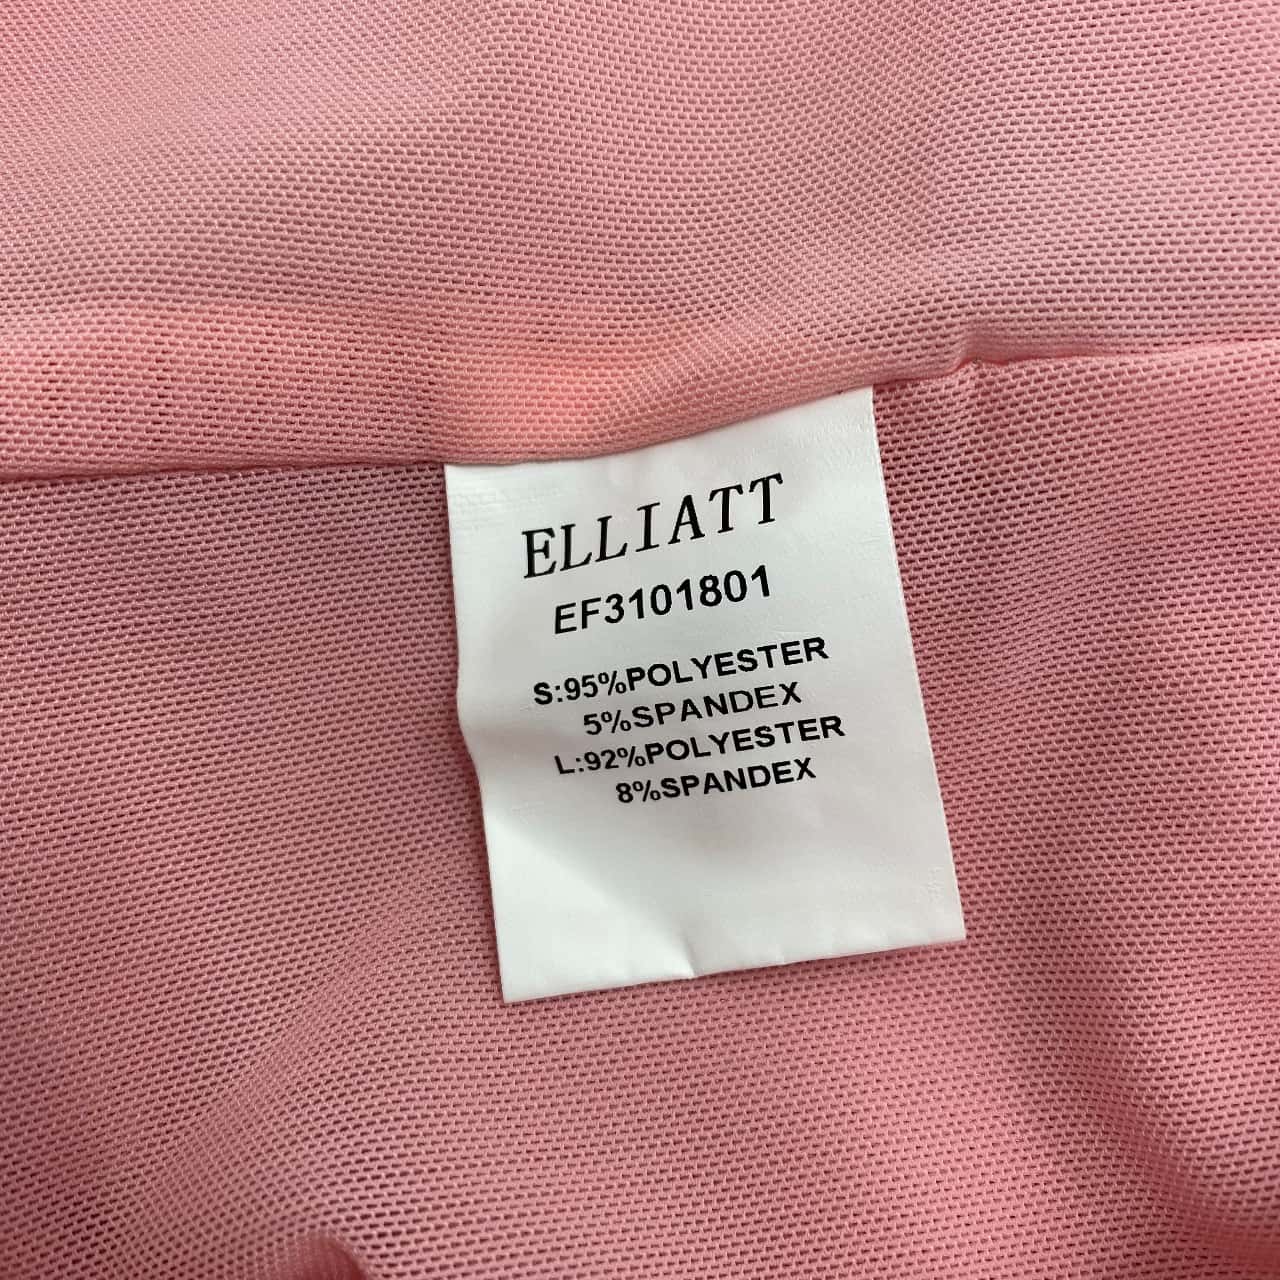 ELLIATT
EF3101801
S:95%POLYESTER
5%SPANDEX
L:92%POLYESTER
8%SPANDEX